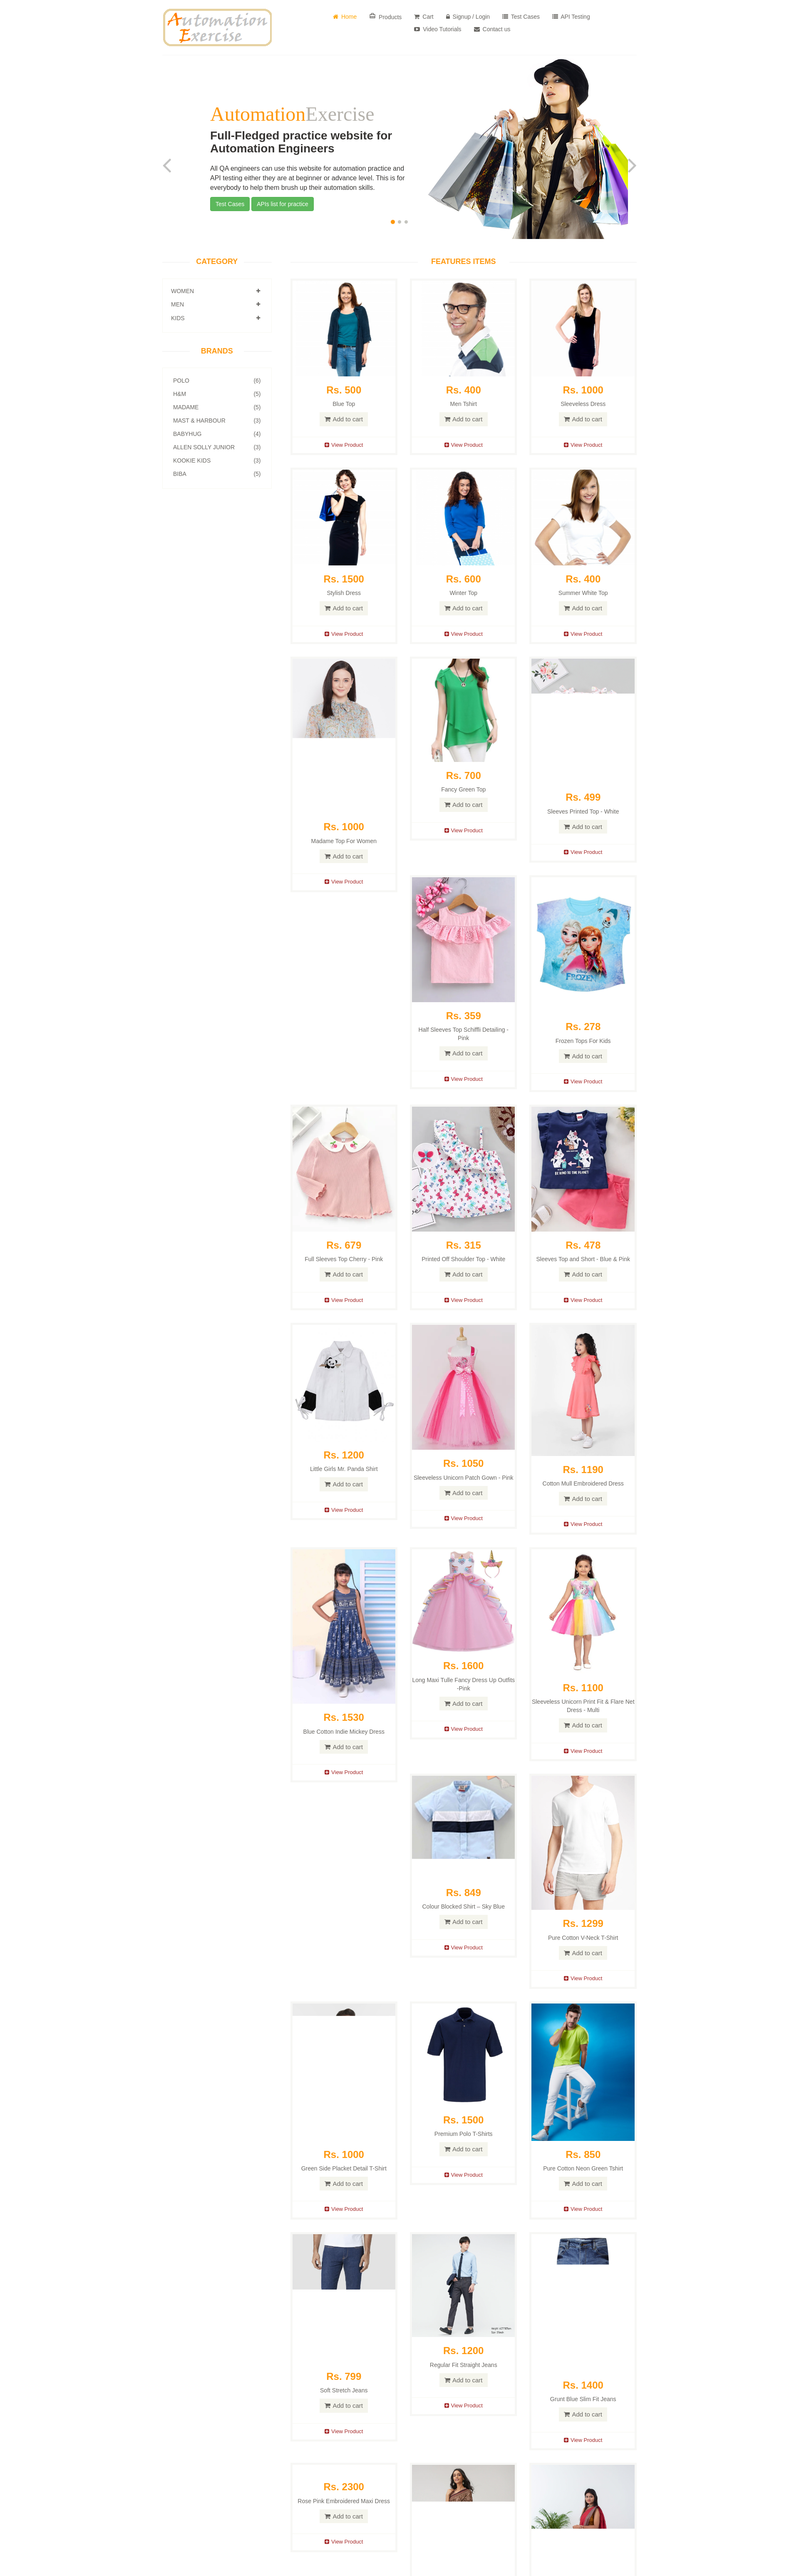 Automation
Exercise
Home
Products
Cart
Signup / Login
Test Cases
API Testing
Video Tutorials
Contact us
AutomationExercise
Full-Fledged practice website for
Automation Engineers
All QA engineers can use this website for automation practice and
API testing either they are at beginner or advance level. This is for
everybody to help them brush up their automation skills.
Test Cases
APIs list for practice
CATEGORY
WOMEN
MEN
KIDS
BRANDS
POLO (6)
H&M (5)
MADAME (5)
MAST & HARBOUR (3)
BABYHUG (4)
ALLEN SOLLY JUNIOR (3)
KOOKIE KIDS (3)
BIBA (5)
FEATURES ITEMS
Rs. 500
Blue Top
Add to cart
View Product
Rs. 400
Men Tshirt
Add to cart
View Product
Rs. 1000
Sleeveless Dress
Add to cart
View Product
Rs. 1500
Stylish Dress
Add to cart
View Product
Rs. 600
Winter Top
Add to cart
View Product
Rs. 400
Summer White Top
Add to cart
View Product
Rs. 1000
Madame Top For Women
Add to cart
View Product
Rs. 700
Fancy Green Top
Add to cart
View Product
Rs. 499
Sleeves Printed Top - White
Add to cart
View Product
Rs. 359
Half Sleeves Top Schiffli Detailing -
Pink
Add to cart
View Product
FROZEN
Rs. 278
Frozen Tops For Kids
Add to cart
View Product
Rs. 679
Full Sleeves Top Cherry - Pink
Add to cart
View Product
Rs. 315
Printed Off Shoulder Top - White
Add to cart
View Product
Rs. 478
Sleeves Top and Short - Blue & Pink
Add to cart
View Product
Rs. 1200
Little Girls Mr. Panda Shirt
Add to cart
View Product
Rs. 1050
Sleeveless Unicorn Patch Gown - Pink
Add to cart
View Product
Rs. 1190
Cotton Mull Embroidered Dress
Add to cart
View Product
Rs. 1530
Blue Cotton Indie Mickey Dress
Add to cart
View Product
Rs. 1600
Long Maxi Tulle Fancy Dress Up Outfits
-Pink
Add to cart
View Product
Rs. 1100
Sleeveless Unicorn Print Fit & Flare Net
Dress - Multi
Add to cart
View Product
Rs. 849
Colour Blocked Shirt – Sky Blue
Add to cart
View Product
Rs. 1299
Pure Cotton V-Neck T-Shirt
Add to cart
View Product
Rs. 1000
Green Side Placket Detail T-Shirt
Add to cart
View Product
Rs. 1500
Premium Polo T-Shirts
Add to cart
View Product
Rs. 850
Pure Cotton Neon Green Tshirt
Add to cart
View Product
Rs. 799
Soft Stretch Jeans
Add to cart
View Product
Rs. 1200
Regular Fit Straight Jeans
Add to cart
View Product
Rs. 1400
Grunt Blue Slim Fit Jeans
Add to cart
View Product
Rs. 2300
Rose Pink Embroidered Maxi Dress
Add to cart
View Product